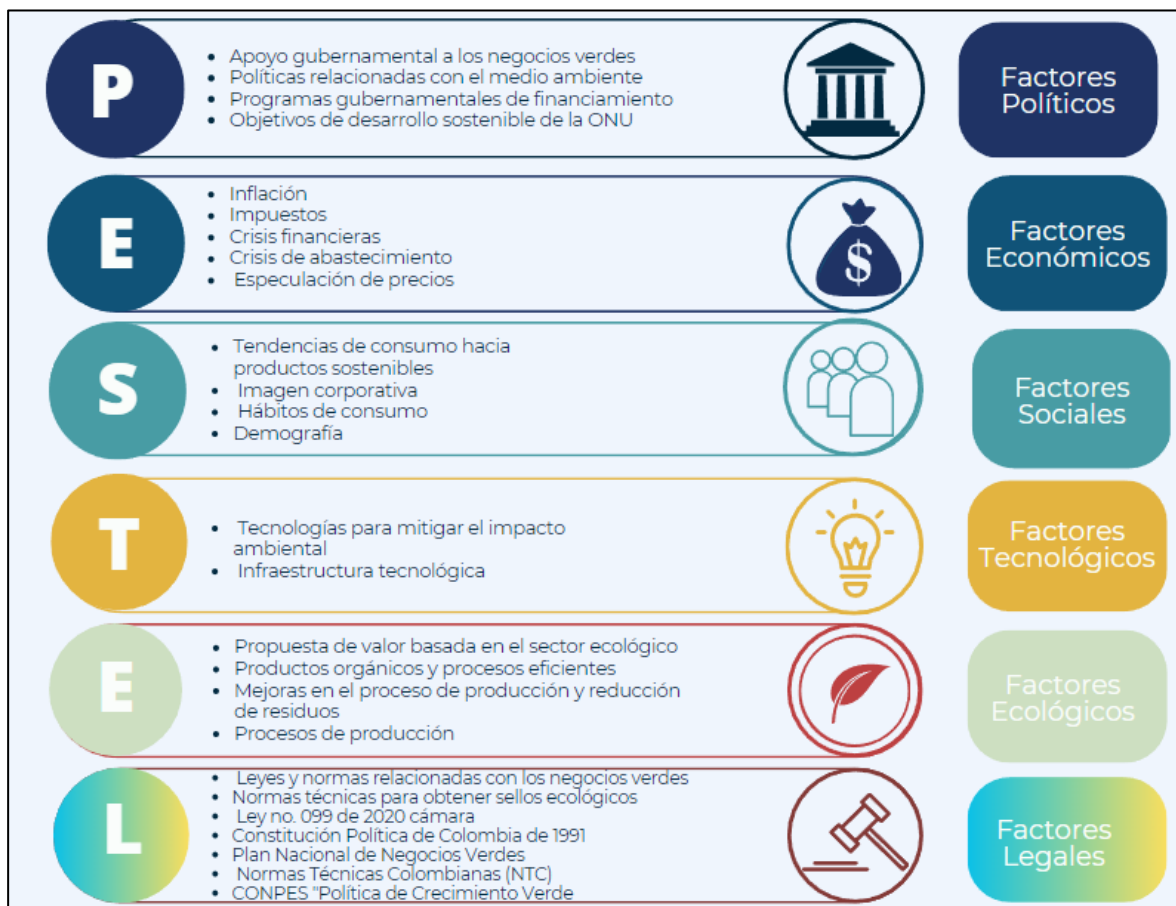 P
• Apoyo gubernamental a los negocios verdes
• Políticas relacionadas con el medio ambiente
• Programas gubernamentales de financiamiento
• Objetivos de desarrollo sostenible de la ONU
Factores
Políticos
E
• Inflación
• Impuestos
• Crisis financieras
• Crisis de abastecimiento
• Especulación de precios
$
Factores
Económicos
S
• Tendencias de consumo hacia
productos sostenibles
• Imagen corporativa
• Hábitos de consumo
• Demografía
Factores
Sociales
T
• Tecnologías para mitigar el impacto
ambiental
• Infraestructura tecnológica
Factores
Tecnológicos
E
• Propuesta de valor basada en el sector ecológico
• Productos orgánicos y procesos eficientes
• Mejoras en el proceso de producción y reducción
de residuos
• Procesos de producción
Factores
Ecológicos
L
• Leyes y normas relacionadas con los negocios verdes
• Normas técnicas para obtener sellos ecológicos
• Ley no. 099 de 2020 cámara
• Constitución Política de Colombia de 1991
• Plan Nacional de Negocios Verdes
• Normas Técnicas Colombianas (NTC)
• CONPES "Política de Crecimiento Verde
Factores
Legales